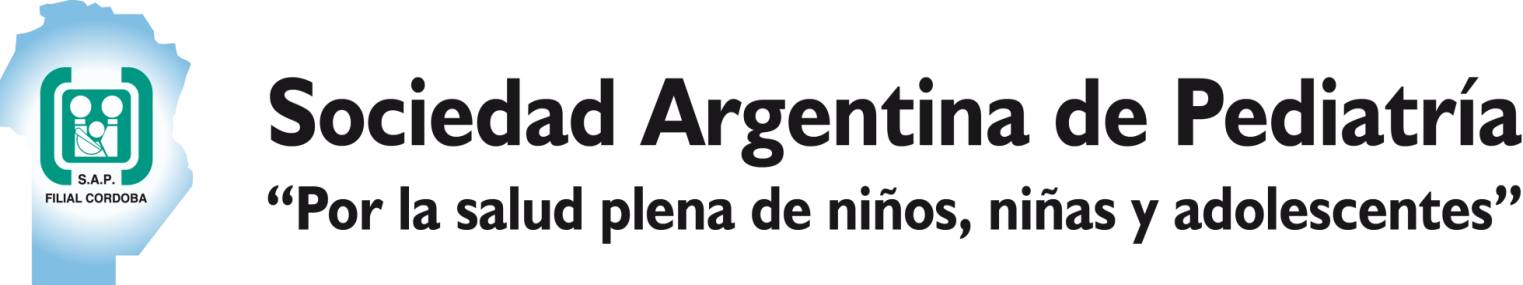 S.A.P.
FILIAL CORDOBA
Sociedad Argentina de Pediatría
“Por la salud plena de niños, niñas y adolescentes”